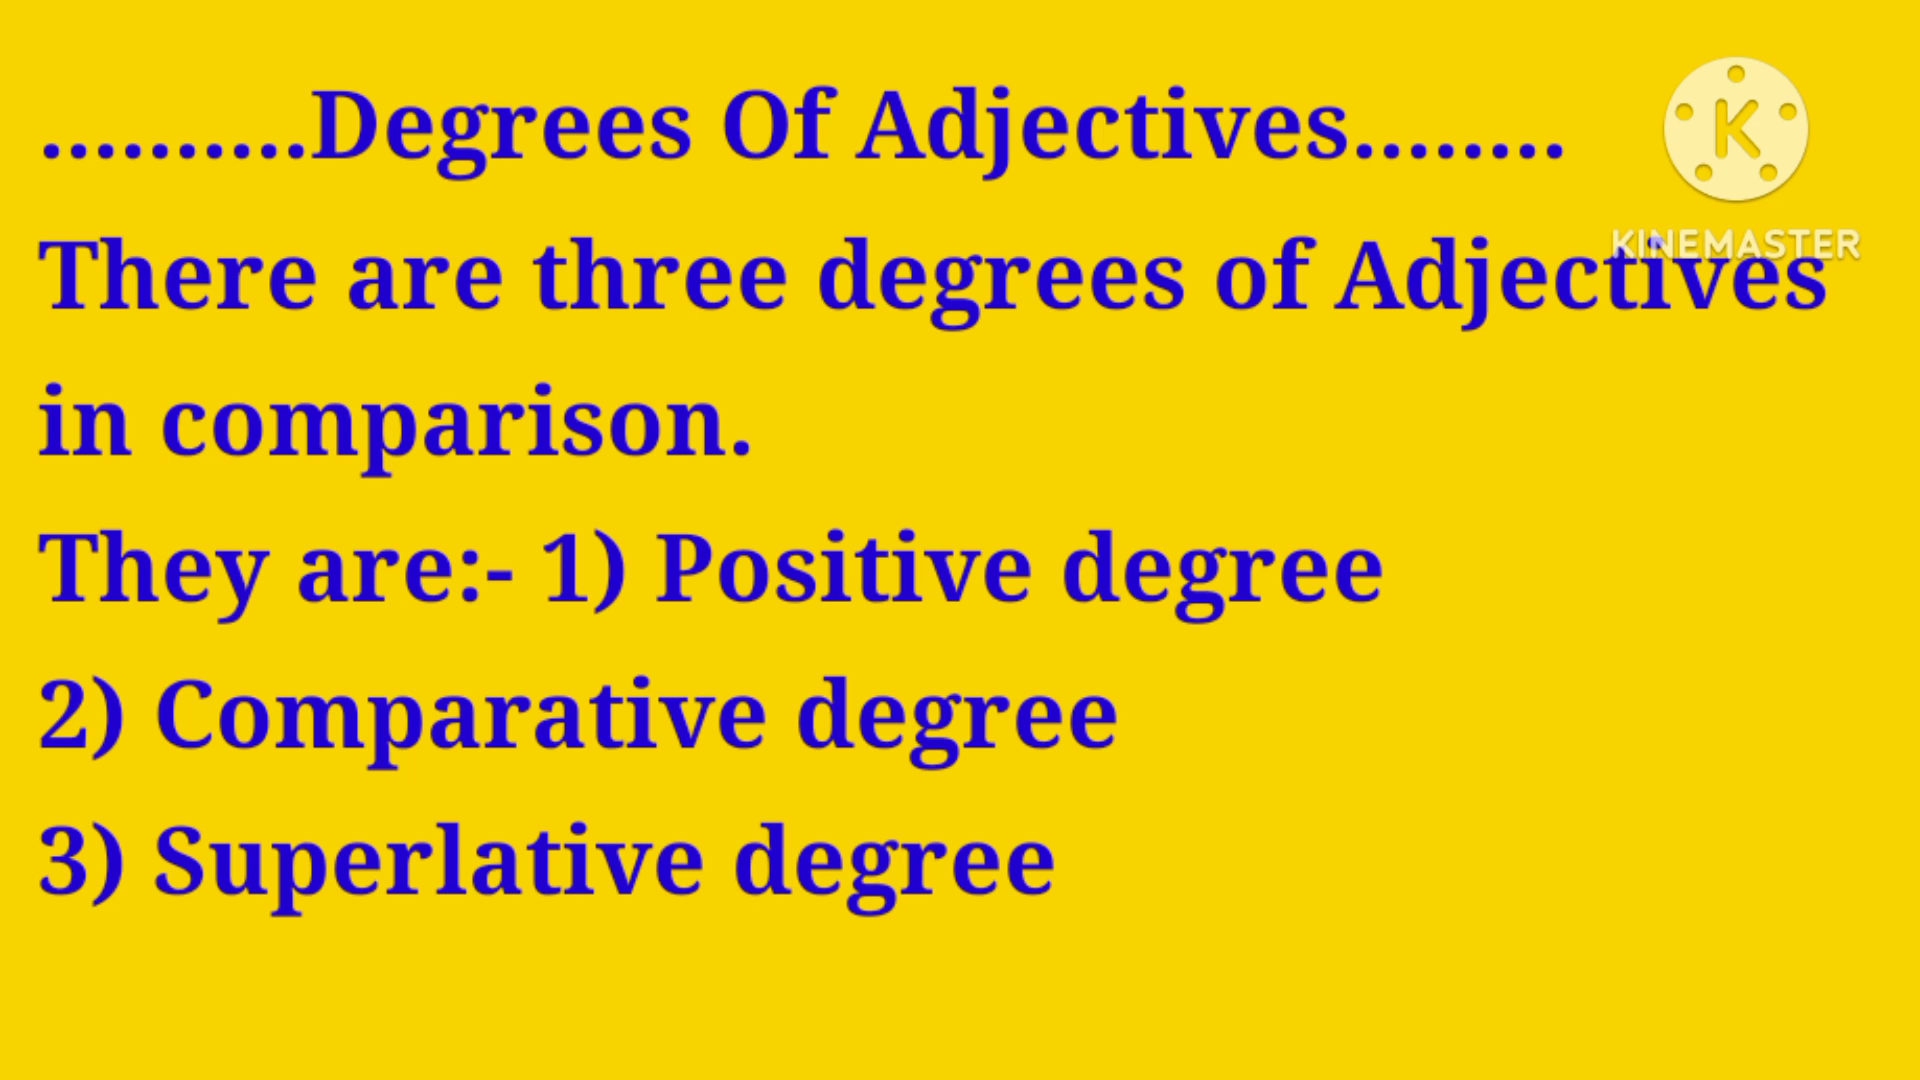 ..........Degrees Of Adjectives........
K
KINEMASTER
There are three degrees of Adjectives
in comparison.
They are:- 1) Positive degree
2) Comparative degree
3) Superlative degree